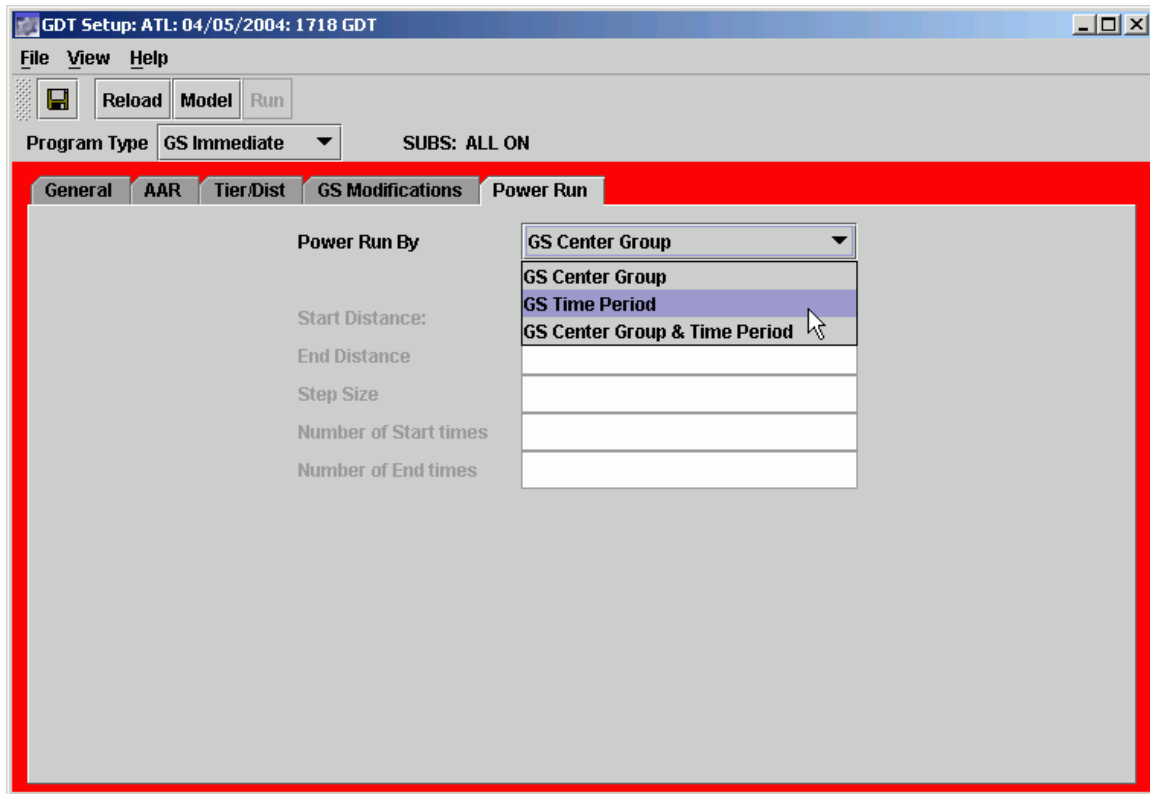 GDT Setup: ATL: 04/05/2004: 1718 GDT
File View Help
Reload Model Run
Program Type GS Immediate SUBS: ALL ON
General AAR Tier/Dist GS Modifications Power Run
Power Run By GS Center Group
GS Center Group
GS Time Period
Start Distance:
GS Center Group & Time Period
End Distance
Step Size
Number of Start times
Number of End times